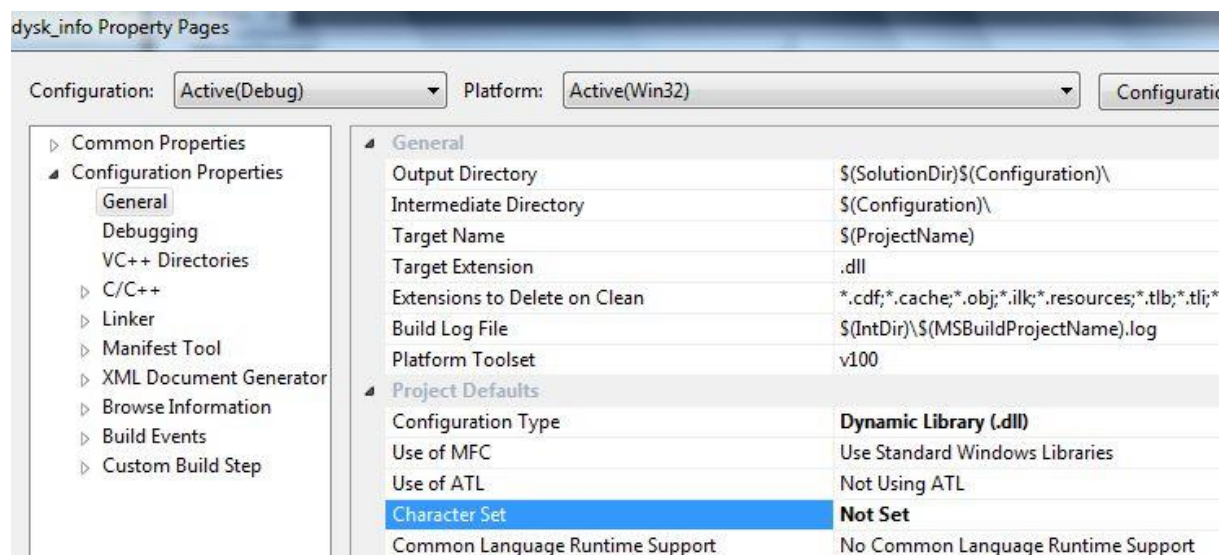 dysk_info Property Pages
Configuration: Active(Debug) Platform: Active(Win32)
Common Properties
Configuration Properties
General
Debugging
VC++ Directories
C/C++
Linker
Manifest Tool
XML Document Generator
Browse Information
Build Events
Custom Build Step
General
Output Directory $(SolutionDir)$(Configuration)\
Intermediate Directory $(Configuration)\
Target Name $(ProjectName)
Target Extension .dll
Extensions to Delete on Clean *.cdf;*.cache;*.obj;*.ilk;*.resources;*.tlb;*.tli;*
Build Log File $(IntDir)\$(MSBuildProjectName).log
Platform Toolset v100
Project Defaults
Configuration Type Dynamic Library (.dll)
Use of MFC Use Standard Windows Libraries
Use of ATL Not Using ATL
Character Set Not Set
Common Language Runtime Support No Common Language Runtime Support